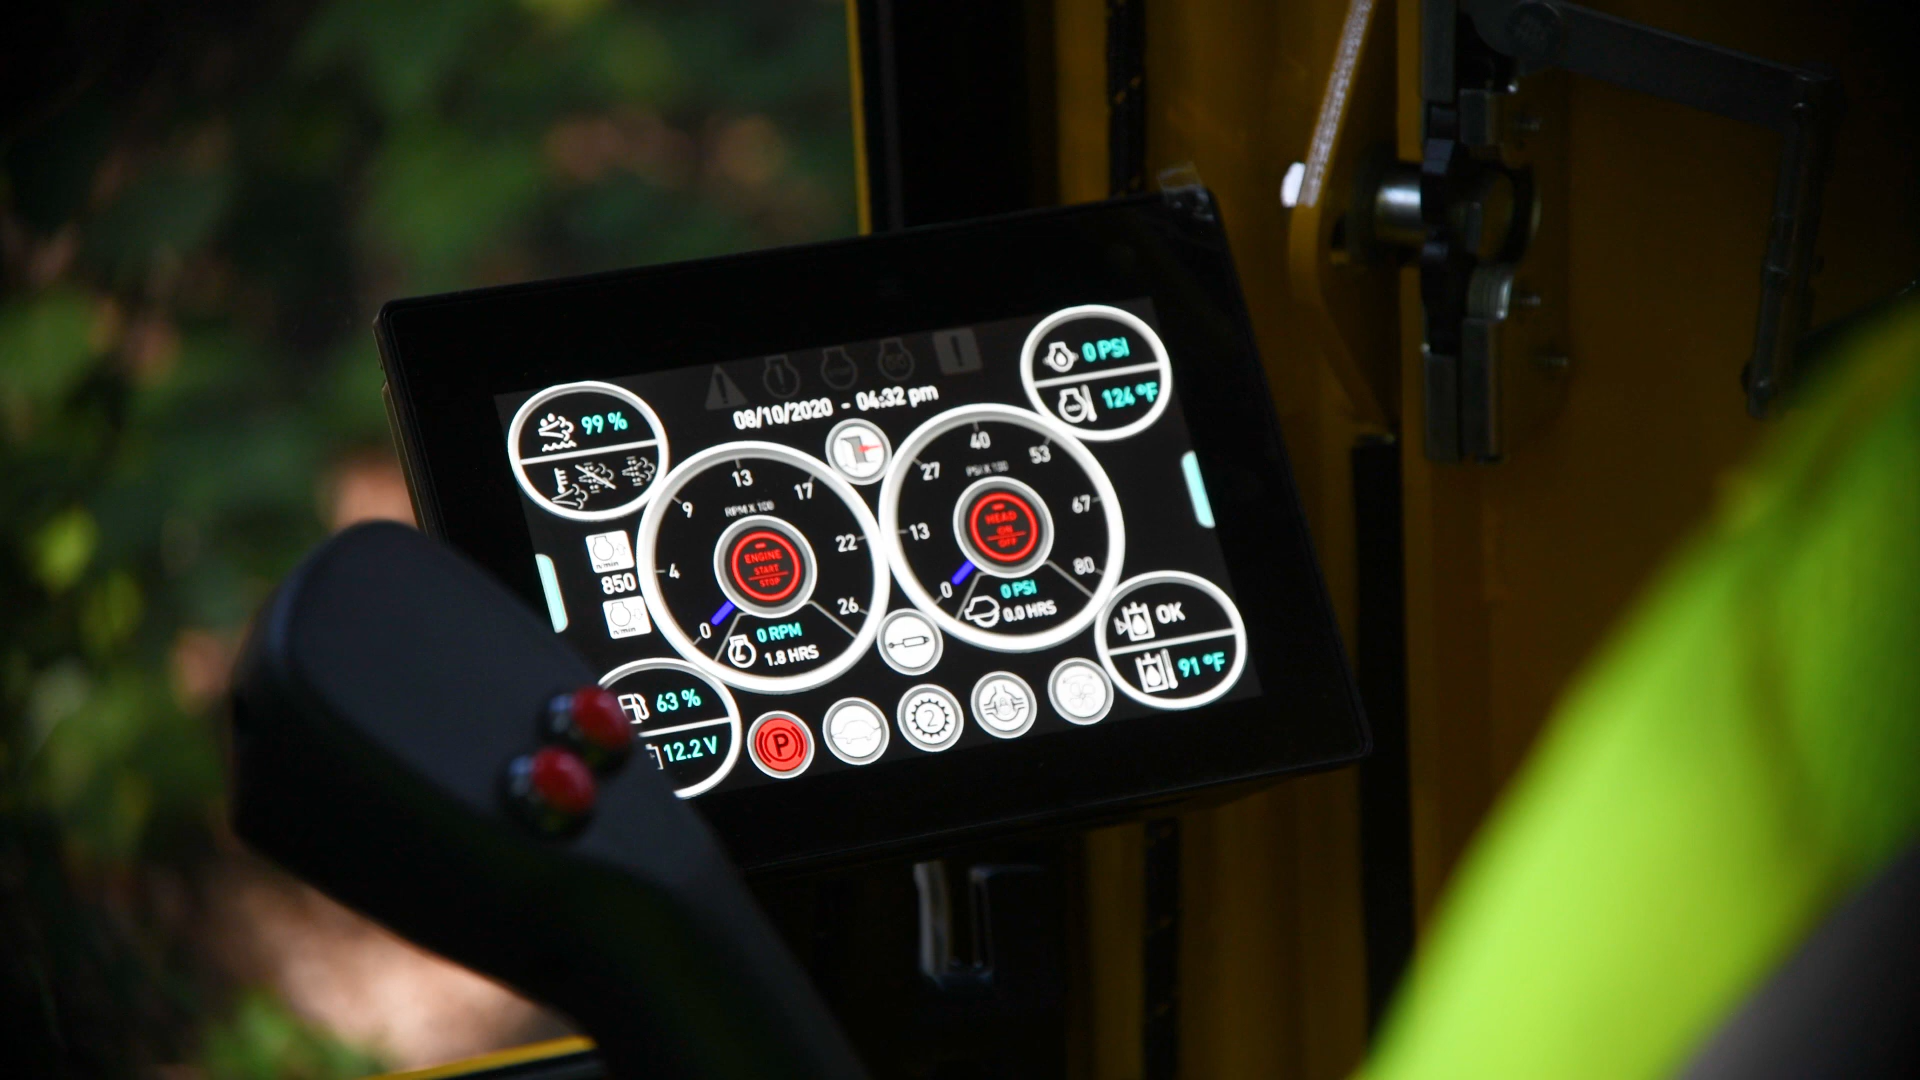 08/10/2020 - 04:32 pm
99 %
0 PSI
124 °F
850
13
9
17
RPM X 100
4
22
0
26
ENGINE
START
STOP
0 RPM
1.8 HRS
40
27
53
PSI X 100
13
67
0
80
HEAD
ON
OFF
0 PSI
0.0 HRS
OK
91 °F
63 %
12.2 V
P
2